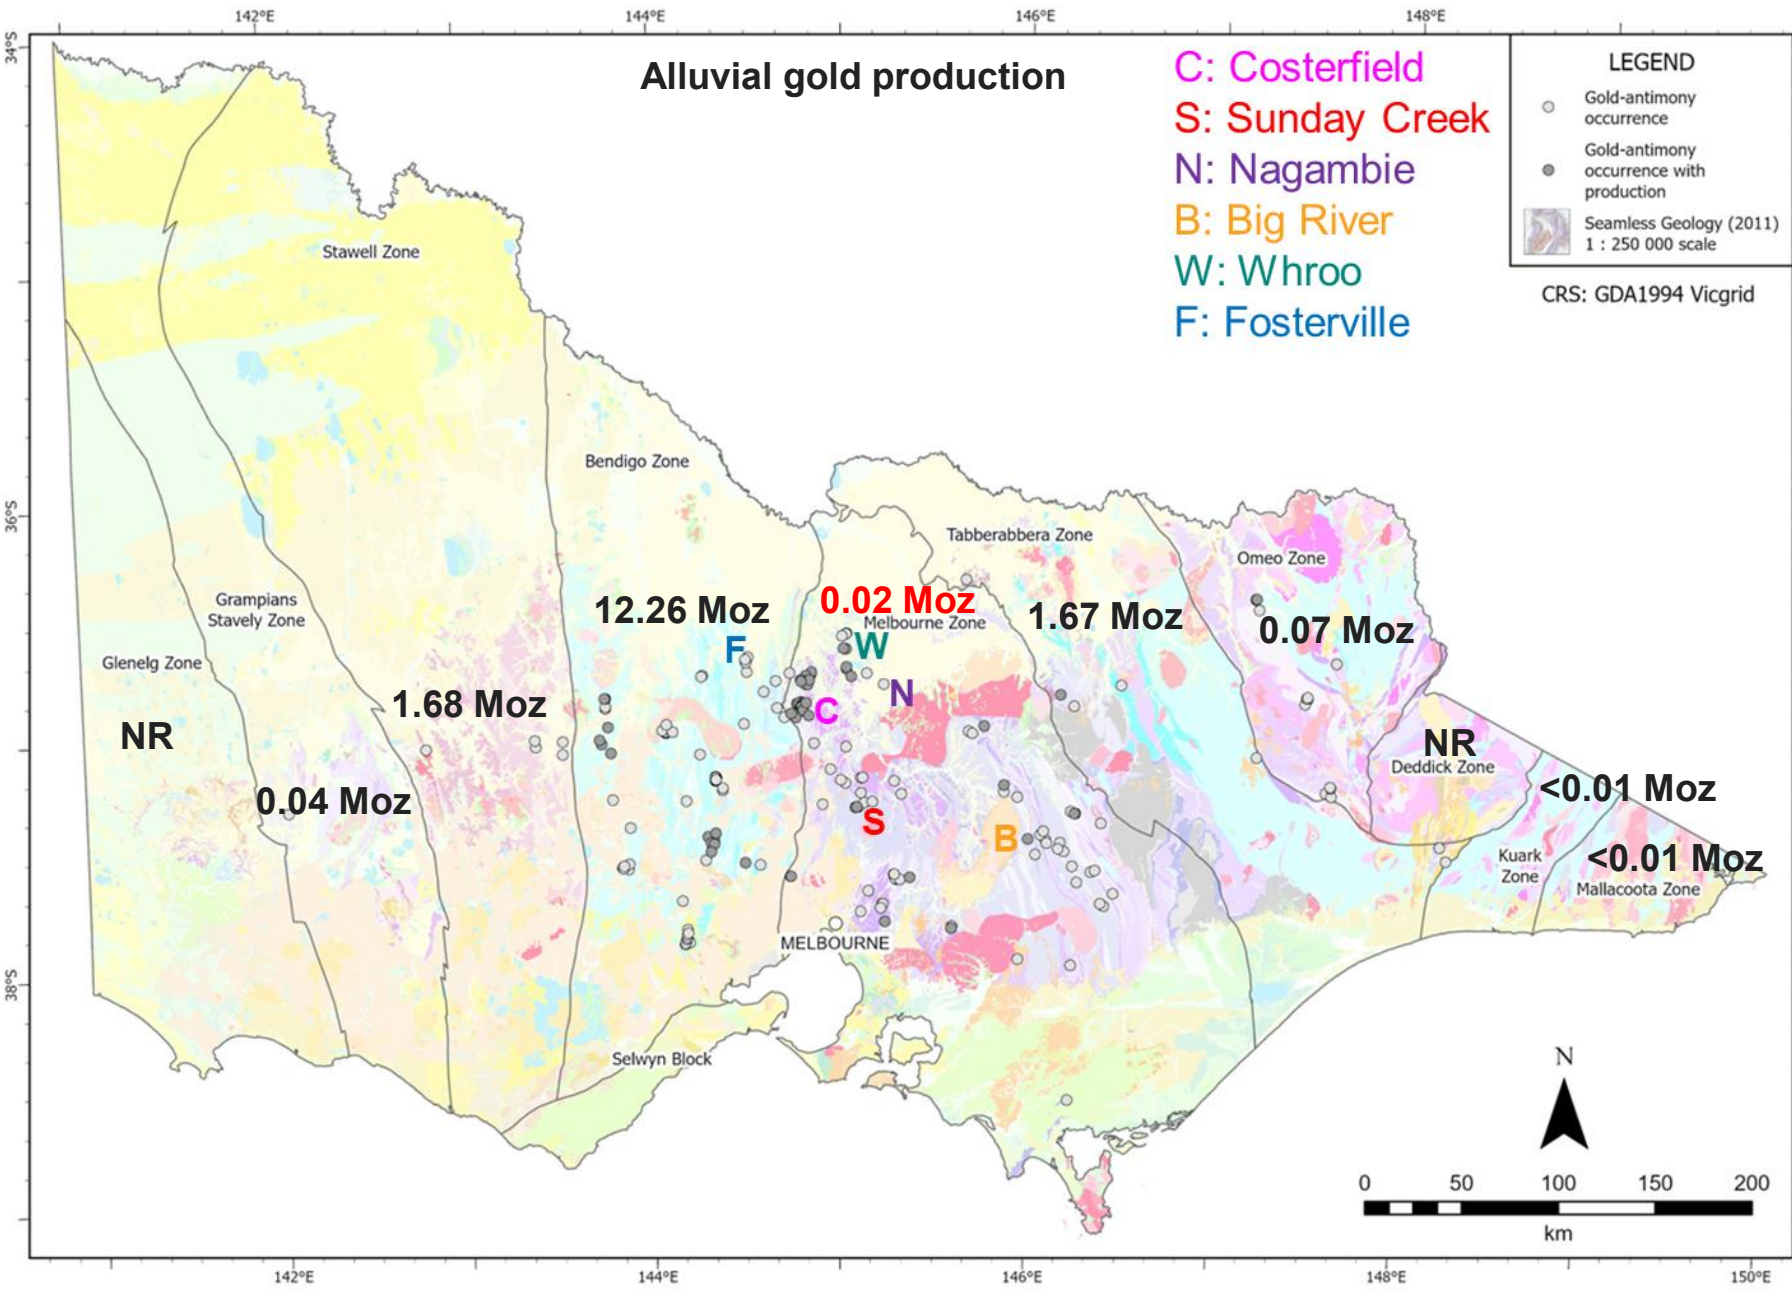 142°E
144°E
146°E
148°E
34°S
36°S
38°S
Alluvial gold production
C: Costerfield
S: Sunday Creek
N: Nagambie
B: Big River
W: Whroo
F: Fosterville
LEGEND
Gold-antimony
occurrence
Gold-antimony
occurrence with
production
Seamless Geology (2011)
1 : 250 000 scale
CRS: GDA1994 Vicgrid
Stawell Zone
Bendigo Zone
Tabberabbera Zone
Omeo Zone
Grampians
Stavely Zone
12.26 Moz
0.02 Moz
Melbourne Zone
1.67 Moz
0.07 Moz
F
W
Glenelg Zone
1.68 Moz
C
N
NR
NR
Deddick Zone
0.04 Moz
<0.01 Moz
S
B
Kuark
Zone
<0.01 Moz
Mallacoota Zone
MELBOURNE
Selwyn Block
N
0 50 100 150 200
km
142°E
144°E
146°E
148°E
150°E